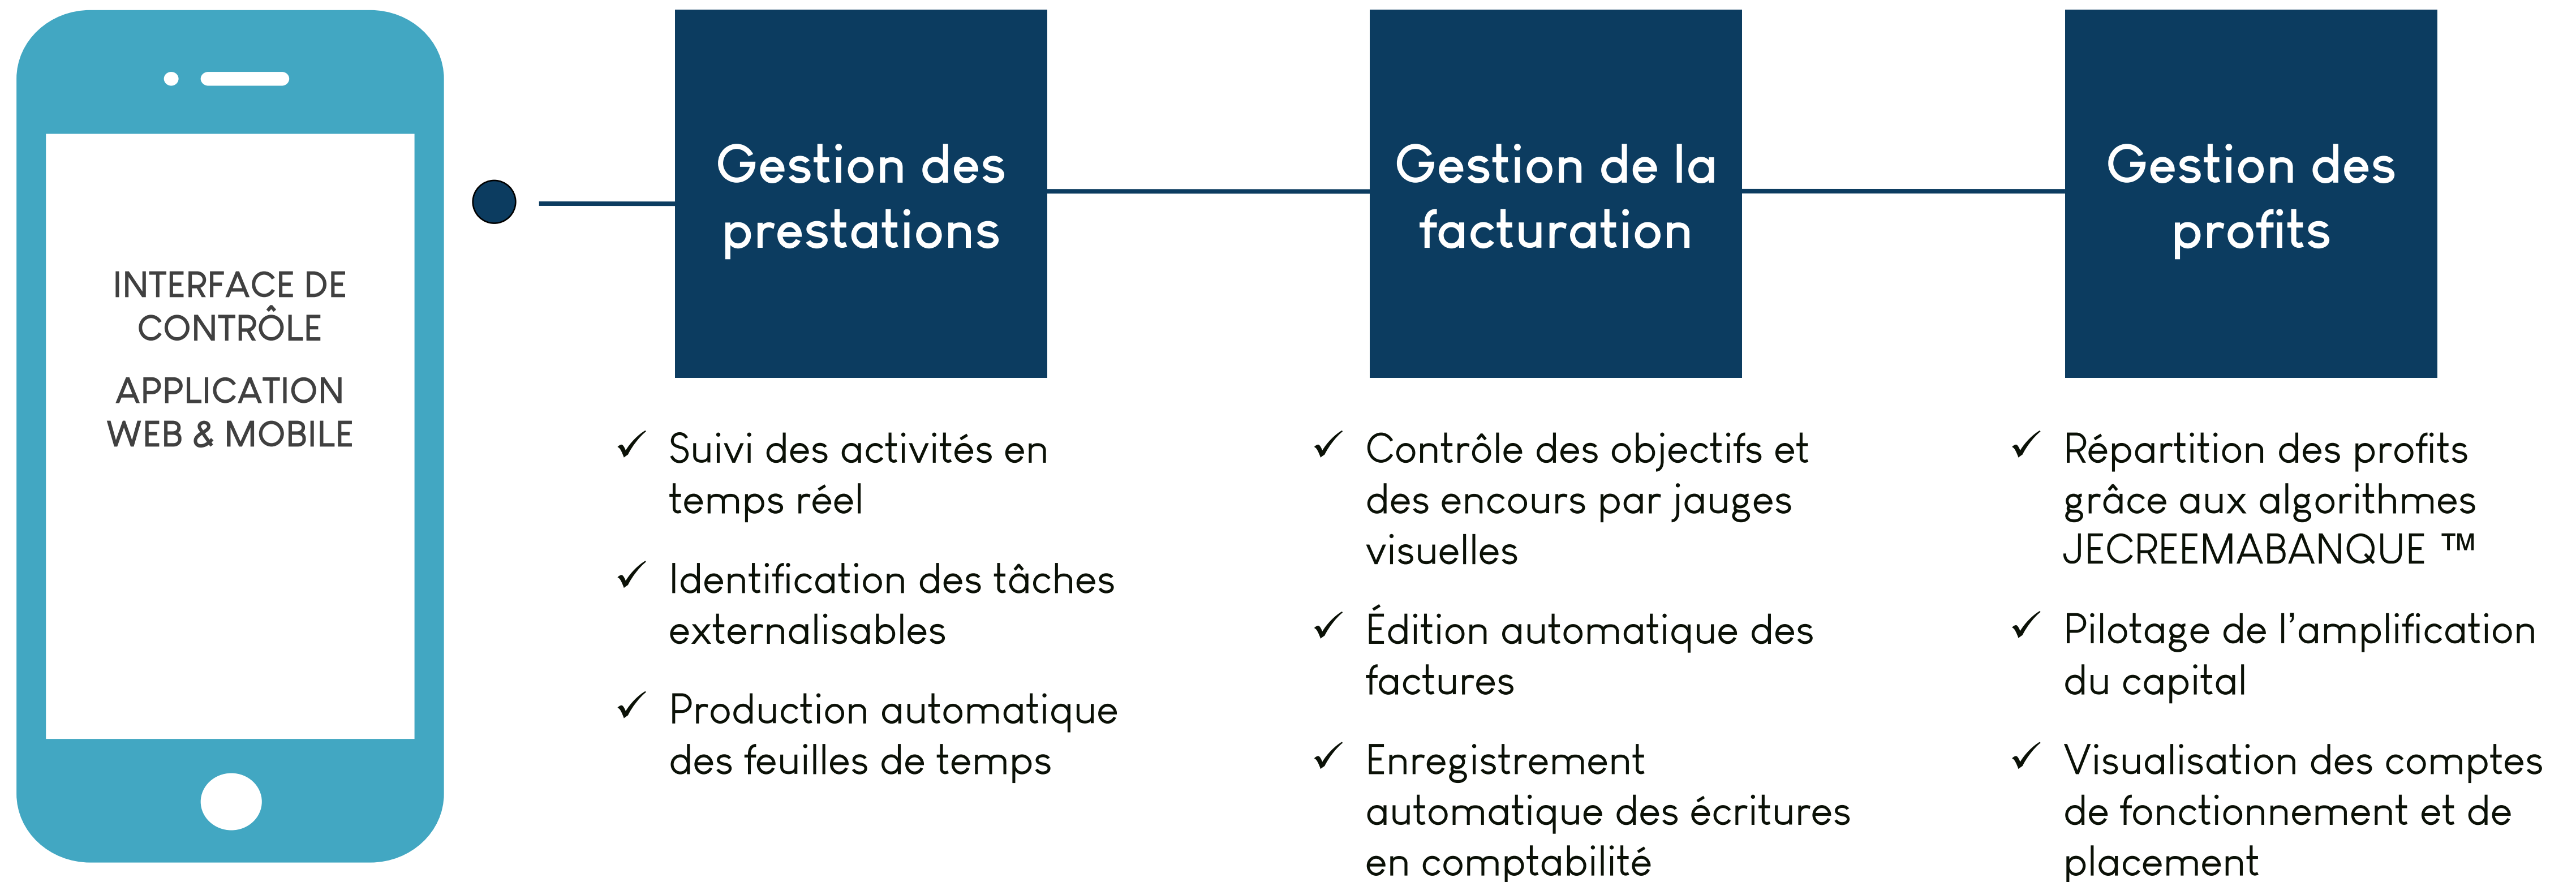 INTERFACE DE
CONTRÔLE
APPLICATION
WEB & MOBILE
Gestion des
prestations
✓ Suivi des activités en
temps réel
✓ Identification des tâches
externalisables
✓ Production automatique
des feuilles de temps
Gestion de la
facturation
✓ Contrôle des objectifs et
des encours par jauges
visuelles
✓ Édition automatique des
factures
✓ Enregistrement
automatique des écritures
en comptabilité
Gestion des
profits
✓ Répartition des profits
grâce aux algorithmes
JECREEMABANQUE ™
✓ Pilotage de l’amplification
du capital
✓ Visualisation des comptes
de fonctionnement et de
placement